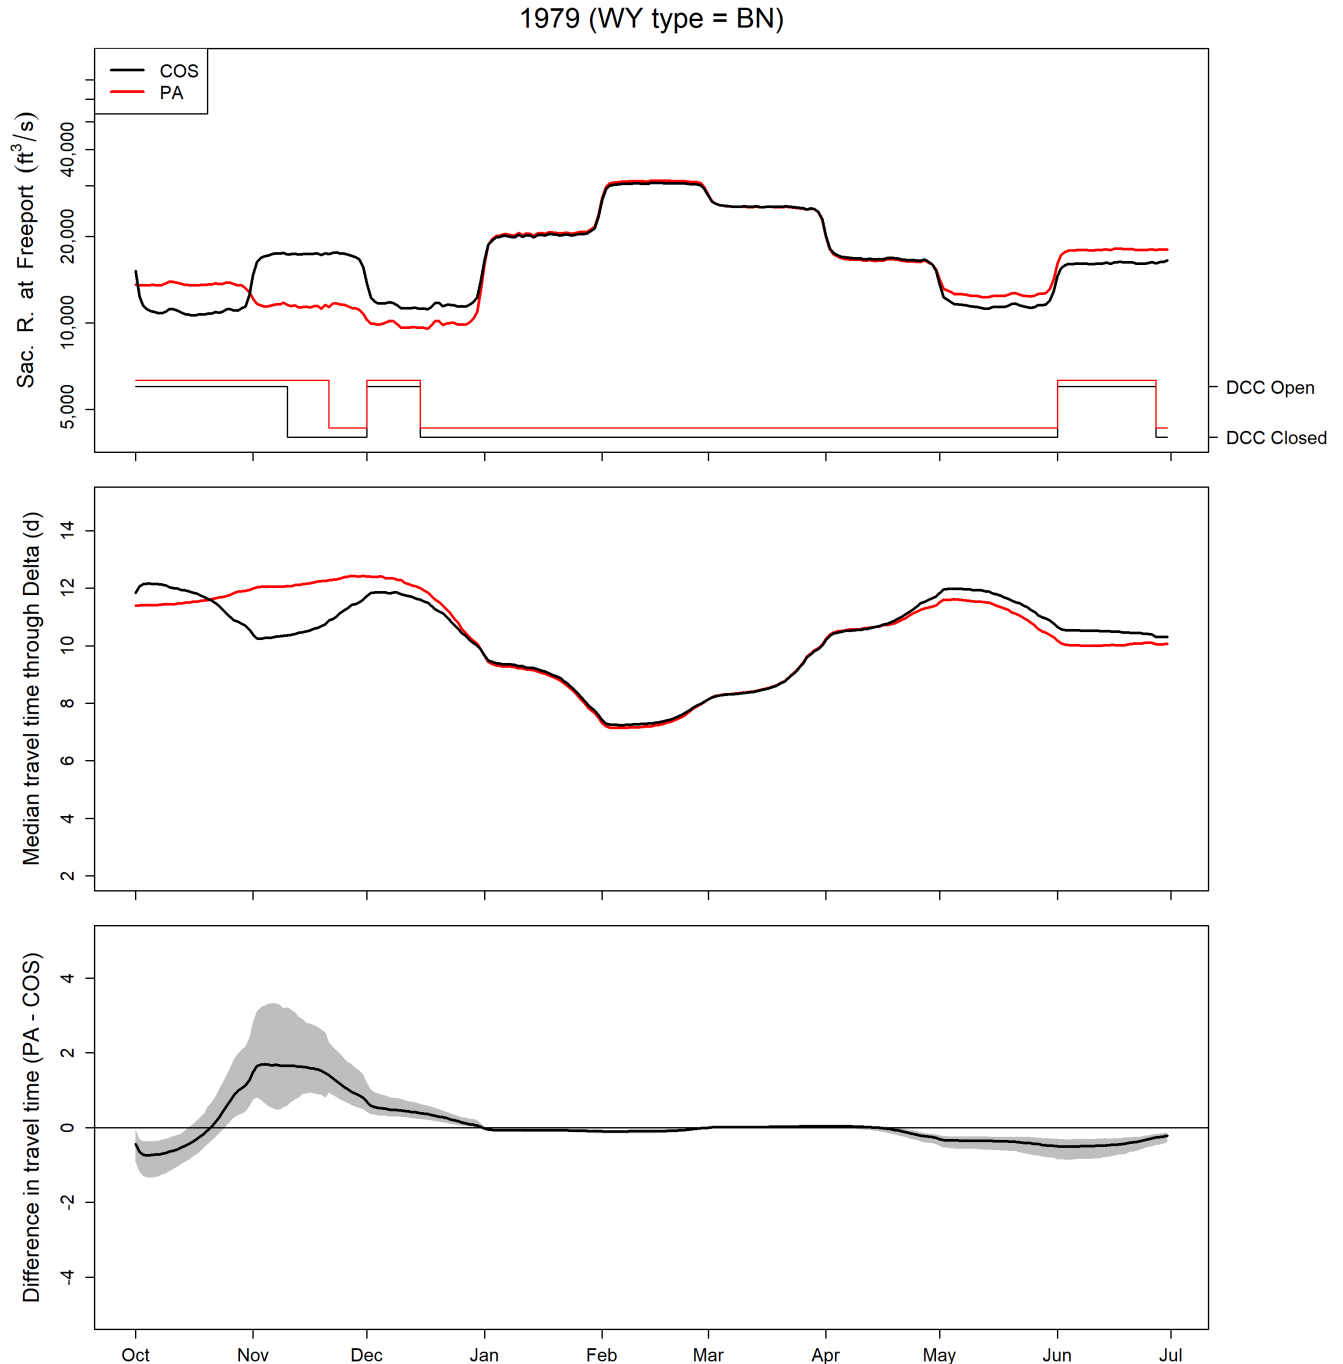 1979 (WY type = BN)
COS
PA
Sac. R. at Freeport (ft³/s)
40,000
20,000
10,000
5,000
DCC Open
DCC Closed
Median travel time through Delta (d)
14
12
10
8
6
4
2
Difference in travel time (PA - COS)
4
2
0
-2
-4
Oct Nov Dec Jan Feb Mar Apr May Jun Jul